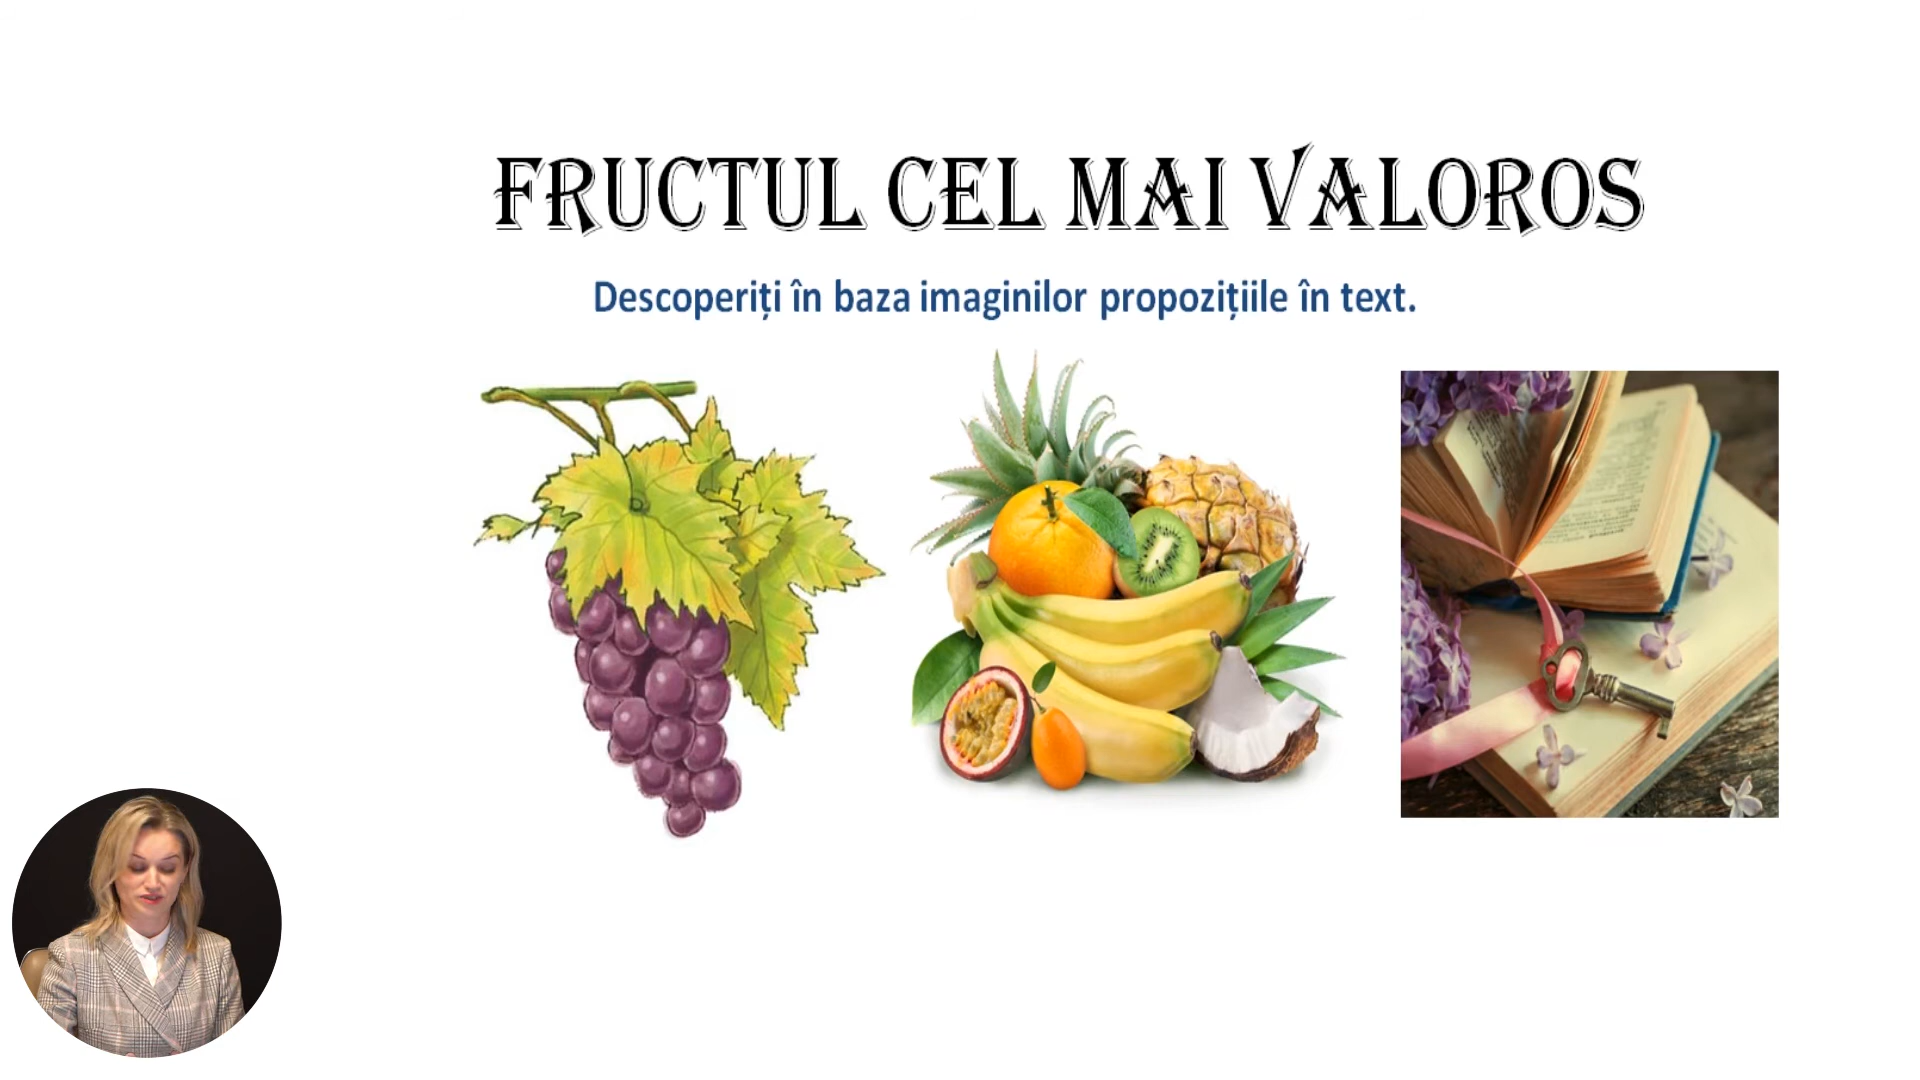 FRUCTUL CEL MAI VALOROS
Descoperiți în baza imaginilor propozițiile în text.